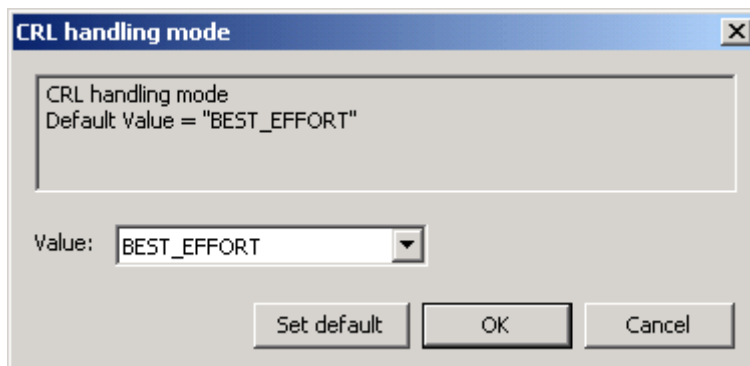 CRL handling mode
CRL handling mode
Default Value = "BEST_EFFORT"
Value: BEST_EFFORT
Set default OK Cancel